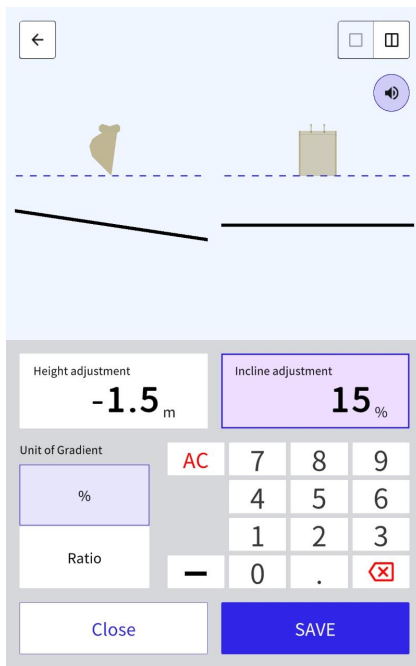 Height adjustment
-1.5 m
Incline adjustment
15 %
Unit of Gradient
%
Ratio
AC 7 8 9
4 5 6
1 2 3
− 0 .
Close
SAVE